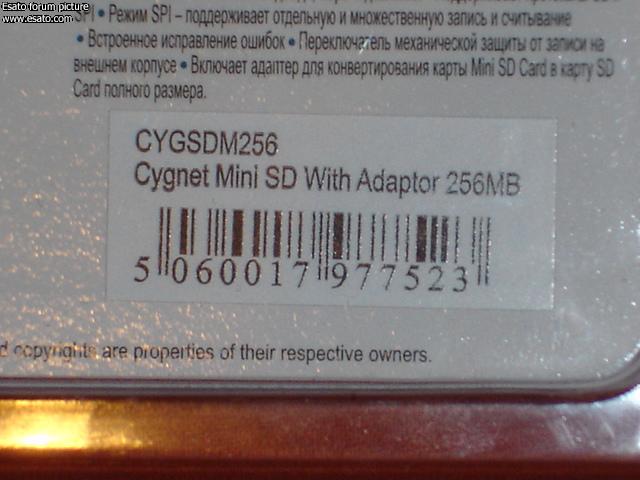 Esato forum picture
www.esato.com
SPI • Режим SPI – поддерживает отдельную и множественную запись и считывание
• Встроенное исправление ошибок • Переключатель механической защиты от записи на
внешнем корпусе • Включает адаптер для конвертирования карты Mini SD Card в карту SD
Card полного размера.
CYGSDM256
Cygnet Mini SD With Adaptor 256MB
5 060017 977523
d copyrights are properties of their respective owners.